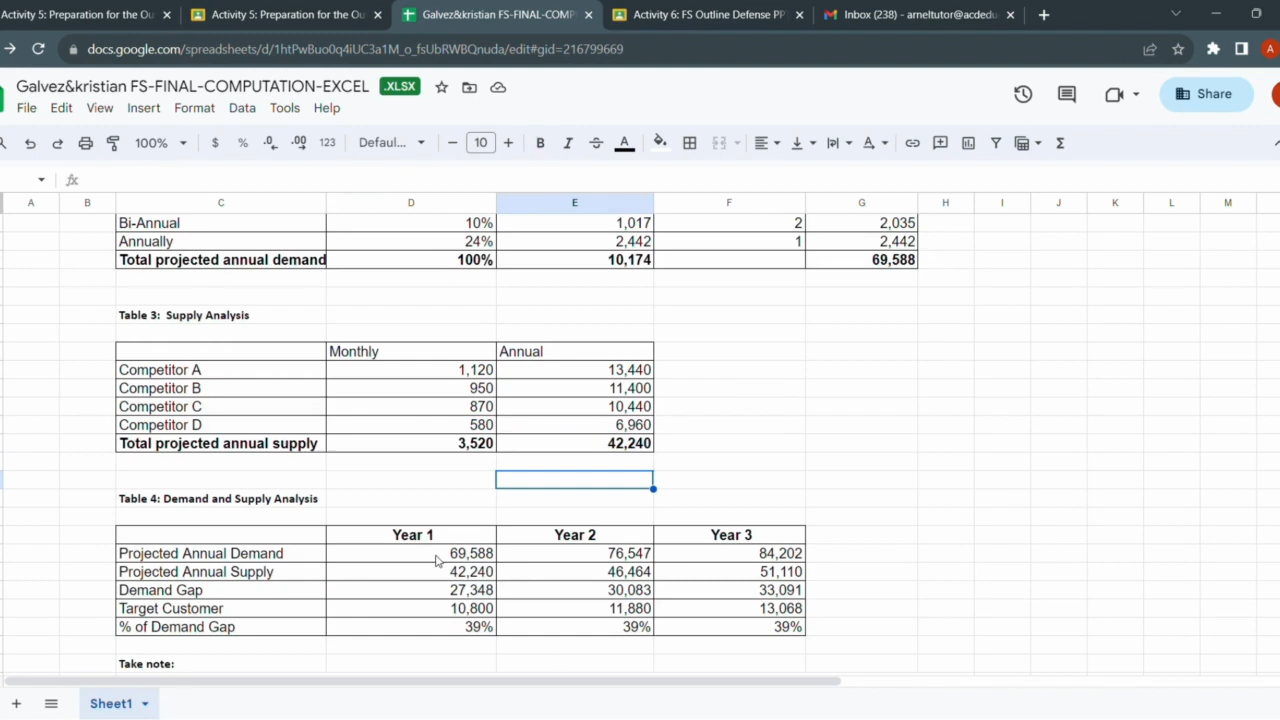 Activity 5: Preparation for the Ou
Activity 5: Preparation for the Ou
Galvez&kristian FS-FINAL-COMP
Activity 6: FS Outline Defense PP
Inbox (238) - arneltutor@acdedu
docs.google.com/spreadsheets/d/1htPwBuo0q4iUC3a1M_o_fsUbRWBQnuda/edit#gid=216799669
A
Galvez&kristian FS-FINAL-COMPUTATION-EXCEL .XLSX
Share
File Edit View Insert Format Data Tools Help
100% $ % .0 .00 123 Defaul... − 10 + B I S A Σ
fx
A B C D E F G H I J K L M
Bi-Annual 10% 1,017 2 2,035
Annually 24% 2,442 1 2,442
Total projected annual demand 100% 10,174 69,588
Table 3: Supply Analysis
Monthly Annual
Competitor A 1,120 13,440
Competitor B 950 11,400
Competitor C 870 10,440
Competitor D 580 6,960
Total projected annual supply 3,520 42,240
Table 4: Demand and Supply Analysis
Year 1 Year 2 Year 3
Projected Annual Demand 69,588 76,547 84,202
Projected Annual Supply 42,240 46,464 51,110
Demand Gap 27,348 30,083 33,091
Target Customer 10,800 11,880 13,068
% of Demand Gap 39% 39% 39%
Take note:
Sheet1